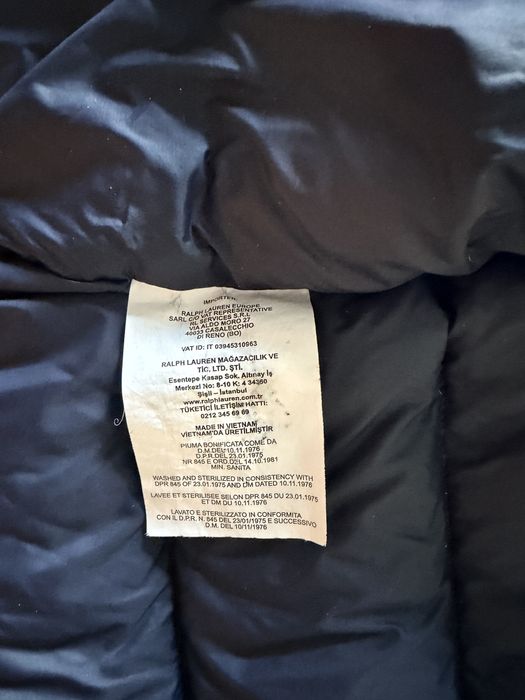 IMPORTER:
RALPH LAUREN EUROPE
SARL C/O VAT REPRESENTATIVE
RL SERVICES S.R.L
VIA ALDO MORO 27
40033 CASALECCHIO
DI RENO (BO)
VAT ID: IT 03945310963
RALPH LAUREN MAĞAZACILIK VE
TİC. LTD. ŞTİ.
Esentepe Kasap Sok. Altınay İş
Merkezi No: 8-10 K: 4 34360
Şişli – İstanbul
www.ralphlauren.com.tr
TÜKETİCİ İLETİŞİM HATTI:
0212 345 69 69
MADE IN VIETNAM
VIETNAM'DA ÜRETİLMİŞTİR
PIUMA BONIFICATA COME DA
D.M DEL 10.11.1976
D.P.R DEL 23.01.1975
NR 845 E ORD.DEL 14.10.1981
MIN. SANITA
WASHED AND STERILIZED IN CONSISTENCY WITH
DPR 845 OF 23.01.1975 AND DM DATED 10.11.1976
LAVEE ET STERILISEE SELON DPR 845 DU 23.01.1975
ET DM DU 10.11.1976
LAVATO E STERILIZZATO IN CONFORMITA
CON IL D.P.R. N. 845 DEL 23/01/1975 E SUCCESSIVO
D.M. DEL 10/11/1976